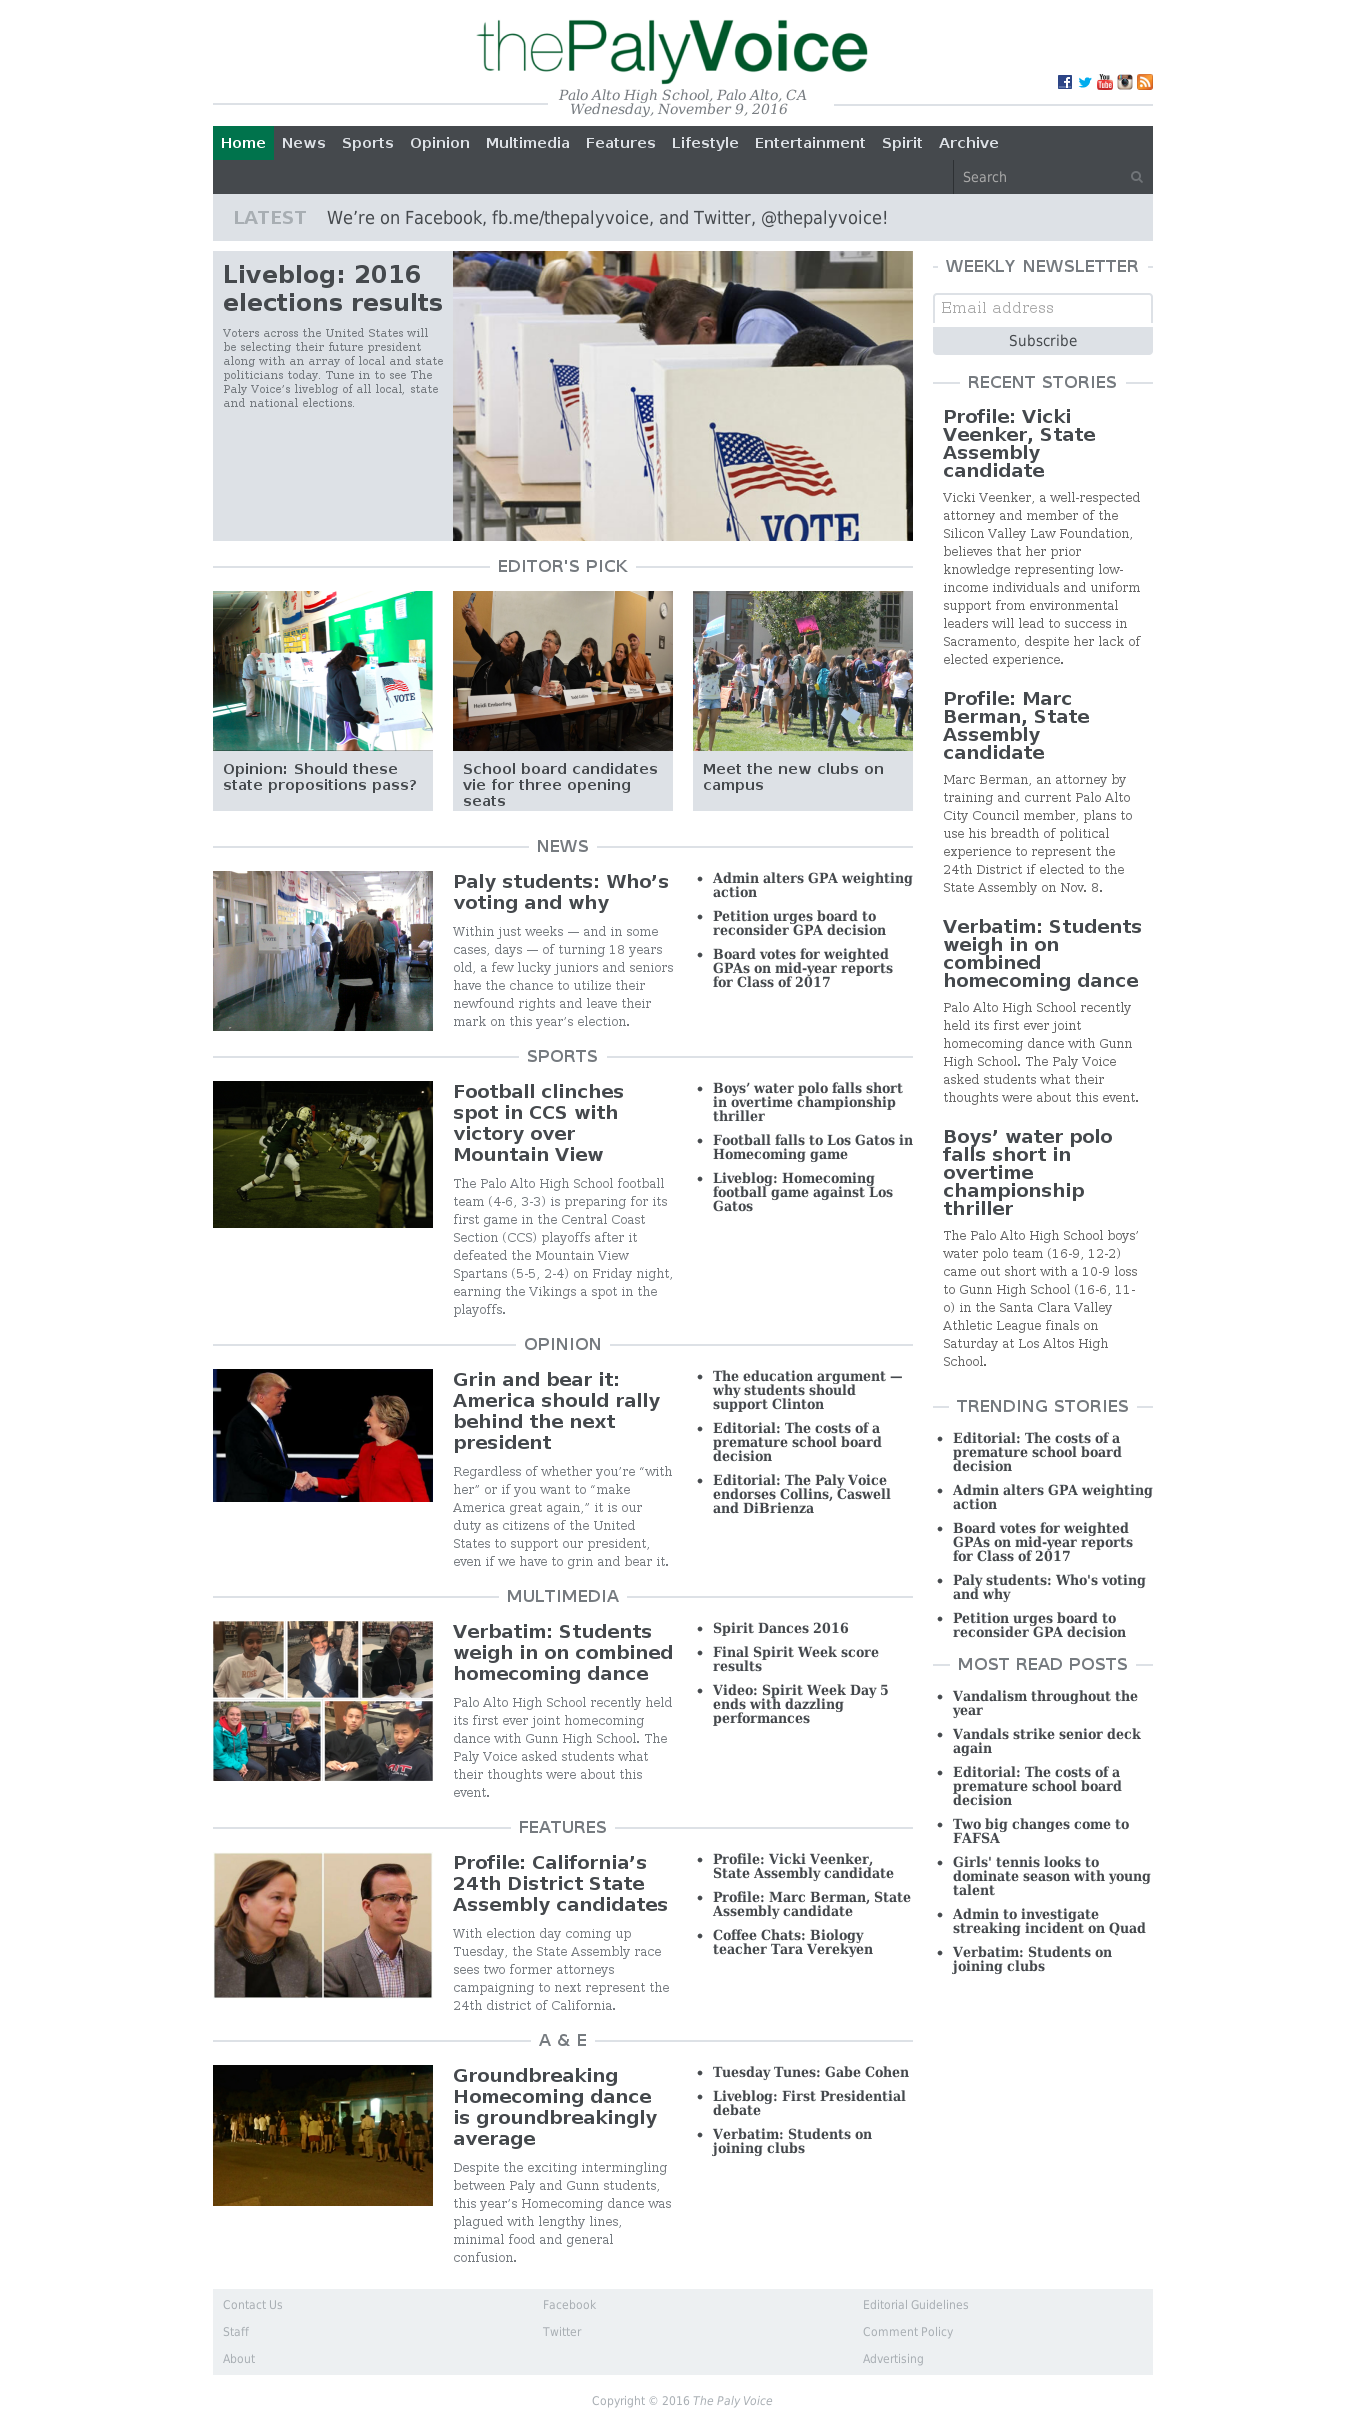 thePalyVoice
Palo Alto High School, Palo Alto, CA
Wednesday, November 9, 2016
Home News Sports Opinion Multimedia Features Lifestyle Entertainment Spirit Archive
Search
LATEST We’re on Facebook, fb.me/thepalyvoice, and Twitter, @thepalyvoice!
Liveblog: 2016
elections results
Voters across the United States will
be selecting their future president
along with an array of local and state
politicians today. Tune in to see The
Paly Voice’s liveblog of all local, state
and national elections.
VOTE
EDITOR'S PICK
VOTE
Opinion: Should these
state propositions pass?
Heidi Emberling
School board candidates
vie for three opening
seats
Meet the new clubs on
campus
NEWS
Paly students: Who’s
voting and why
Within just weeks — and in some
cases, days — of turning 18 years
old, a few lucky juniors and seniors
have the chance to utilize their
newfound rights and leave their
mark on this year’s election.
Admin alters GPA weighting
action
Petition urges board to
reconsider GPA decision
Board votes for weighted
GPAs on mid-year reports
for Class of 2017
SPORTS
Football clinches
spot in CCS with
victory over
Mountain View
The Palo Alto High School football
team (4-6, 3-3) is preparing for its
first game in the Central Coast
Section (CCS) playoffs after it
defeated the Mountain View
Spartans (5-5, 2-4) on Friday night,
earning the Vikings a spot in the
playoffs.
Boys’ water polo falls short
in overtime championship
thriller
Football falls to Los Gatos in
Homecoming game
Liveblog: Homecoming
football game against Los
Gatos
OPINION
Grin and bear it:
America should rally
behind the next
president
Regardless of whether you’re “with
her” or if you want to “make
America great again,” it is our
duty as citizens of the United
States to support our president,
even if we have to grin and bear it.
The education argument —
why students should
support Clinton
Editorial: The costs of a
premature school board
decision
Editorial: The Paly Voice
endorses Collins, Caswell
and DiBrienza
MULTIMEDIA
Verbatim: Students
weigh in on combined
homecoming dance
Palo Alto High School recently held
its first ever joint homecoming
dance with Gunn High School. The
Paly Voice asked students what
their thoughts were about this
event.
Spirit Dances 2016
Final Spirit Week score
results
Video: Spirit Week Day 5
ends with dazzling
performances
FEATURES
Profile: California’s
24th District State
Assembly candidates
With election day coming up
Tuesday, the State Assembly race
sees two former attorneys
campaigning to next represent the
24th district of California.
Profile: Vicki Veenker,
State Assembly candidate
Profile: Marc Berman, State
Assembly candidate
Coffee Chats: Biology
teacher Tara Verekyen
A & E
Groundbreaking
Homecoming dance
is groundbreakingly
average
Despite the exciting intermingling
between Paly and Gunn students,
this year’s Homecoming dance was
plagued with lengthy lines,
minimal food and general
confusion.
Tuesday Tunes: Gabe Cohen
Liveblog: First Presidential
debate
Verbatim: Students on
joining clubs
WEEKLY NEWSLETTER
Email address
Subscribe
RECENT STORIES
Profile: Vicki
Veenker, State
Assembly
candidate
Vicki Veenker, a well-respected
attorney and member of the
Silicon Valley Law Foundation,
believes that her prior
knowledge representing low-
income individuals and uniform
support from environmental
leaders will lead to success in
Sacramento, despite her lack of
elected experience.
Profile: Marc
Berman, State
Assembly
candidate
Marc Berman, an attorney by
training and current Palo Alto
City Council member, plans to
use his breadth of political
experience to represent the
24th District if elected to the
State Assembly on Nov. 8.
Verbatim: Students
weigh in on
combined
homecoming dance
Palo Alto High School recently
held its first ever joint
homecoming dance with Gunn
High School. The Paly Voice
asked students what their
thoughts were about this event.
Boys’ water polo
falls short in
overtime
championship
thriller
The Palo Alto High School boys’
water polo team (16-9, 12-2)
came out short with a 10-9 loss
to Gunn High School (16-6, 11-
0) in the Santa Clara Valley
Athletic League finals on
Saturday at Los Altos High
School.
TRENDING STORIES
Editorial: The costs of a
premature school board
decision
Admin alters GPA weighting
action
Board votes for weighted
GPAs on mid-year reports
for Class of 2017
Paly students: Who's voting
and why
Petition urges board to
reconsider GPA decision
MOST READ POSTS
Vandalism throughout the
year
Vandals strike senior deck
again
Editorial: The costs of a
premature school board
decision
Two big changes come to
FAFSA
Girls' tennis looks to
dominate season with young
talent
Admin to investigate
streaking incident on Quad
Verbatim: Students on
joining clubs
Contact Us Facebook Editorial Guidelines
Staff Twitter Comment Policy
About Advertising
Copyright © 2016 The Paly Voice